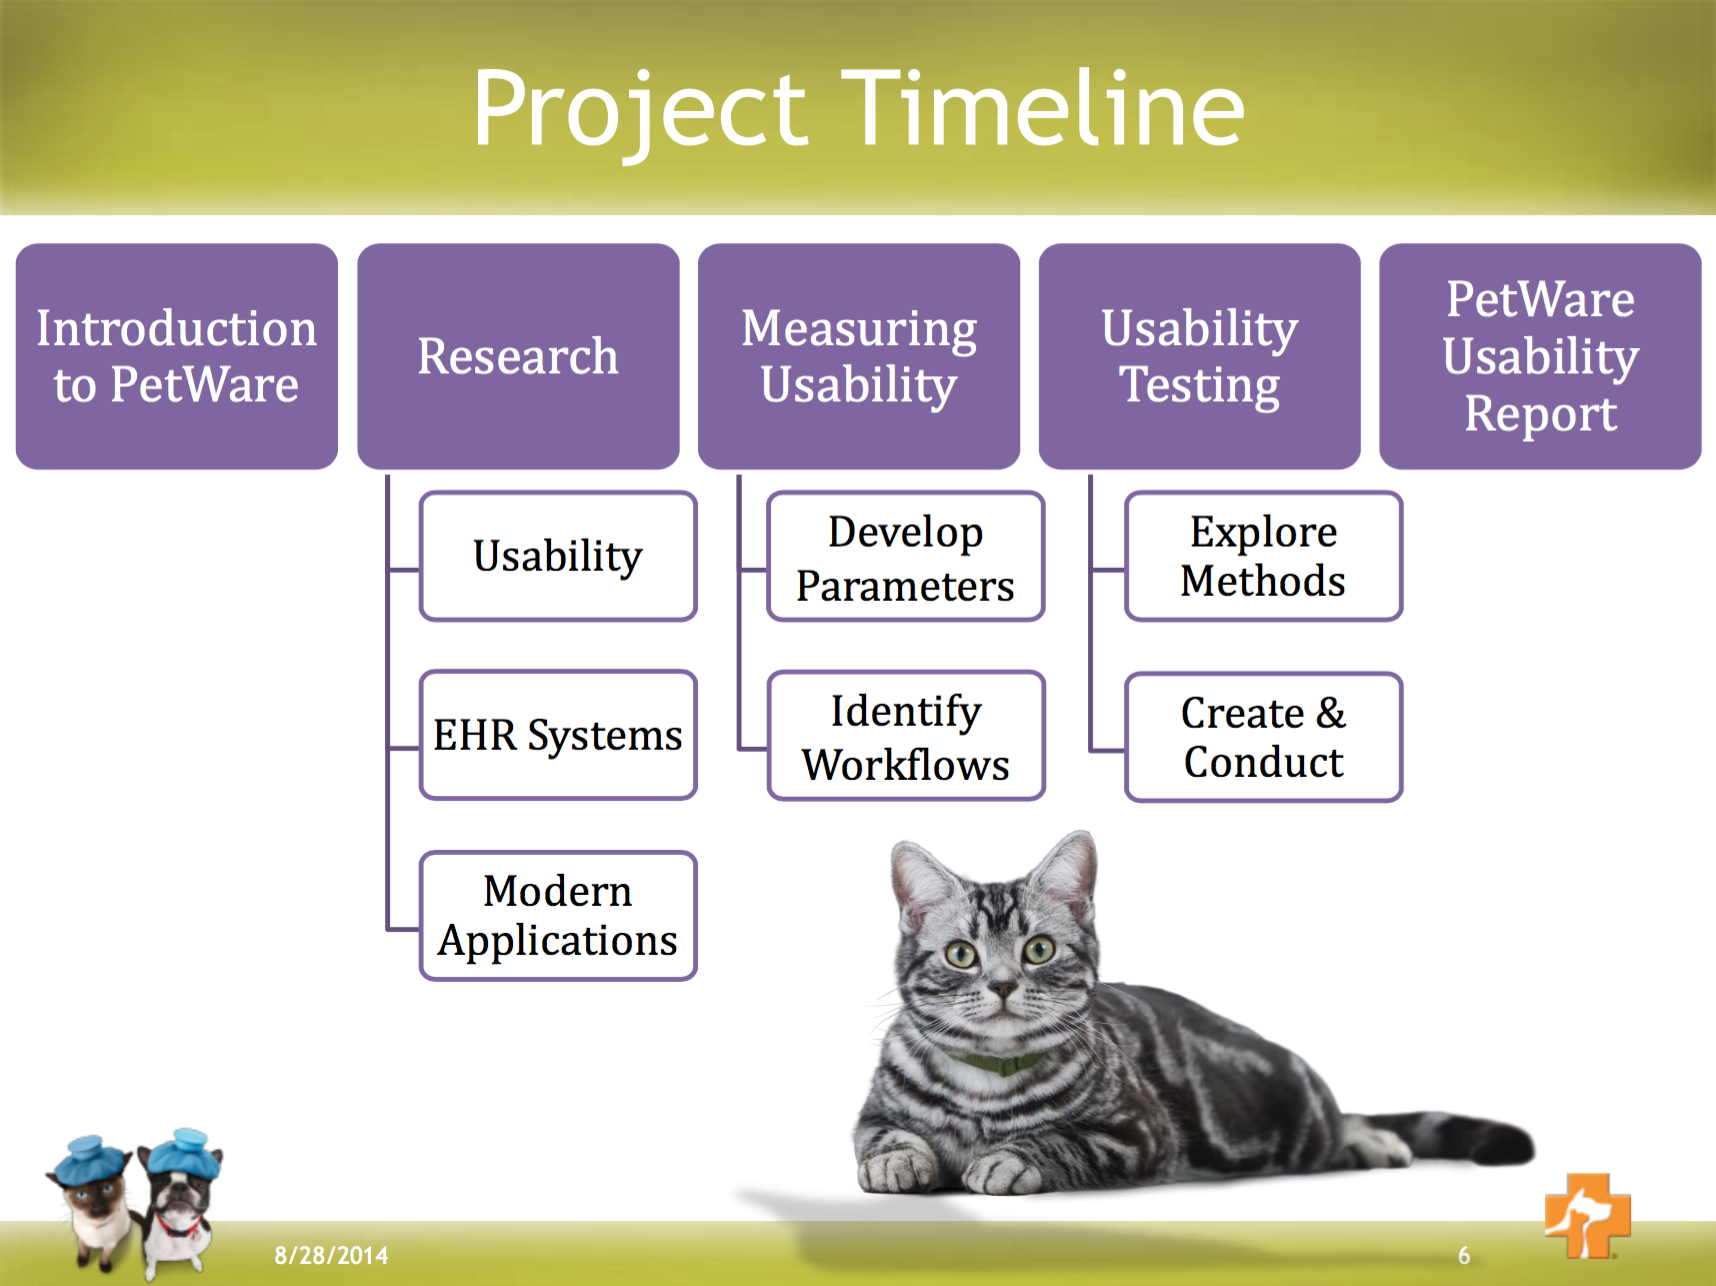 Project Timeline
Introduction
to PetWare
Research
Measuring
Usability
Usability
Testing
PetWare
Usability
Report
Usability
EHR Systems
Modern
Applications
Develop
Parameters
Identify
Workflows
Explore
Methods
Create &
Conduct
8/28/2014
6